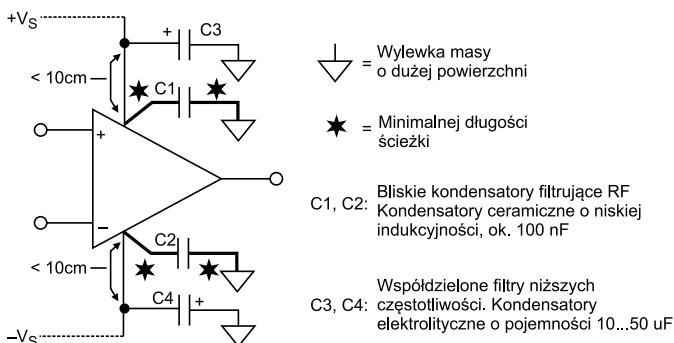 +VS
+
C3
< 10cm
C1
+
−
C2
< 10cm
C4
+
−VS
= Wylewka masy
o dużej powierzchni
= Minimalnej długości
ścieżki
C1, C2:
Bliskie kondensatory filtrujące RF
Kondensatory ceramiczne o niskiej
indukcyjności, ok. 100 nF
C3, C4:
Współdzielone filtry niższych
częstotliwości. Kondensatory
elektrolityczne o pojemności 10...50 uF